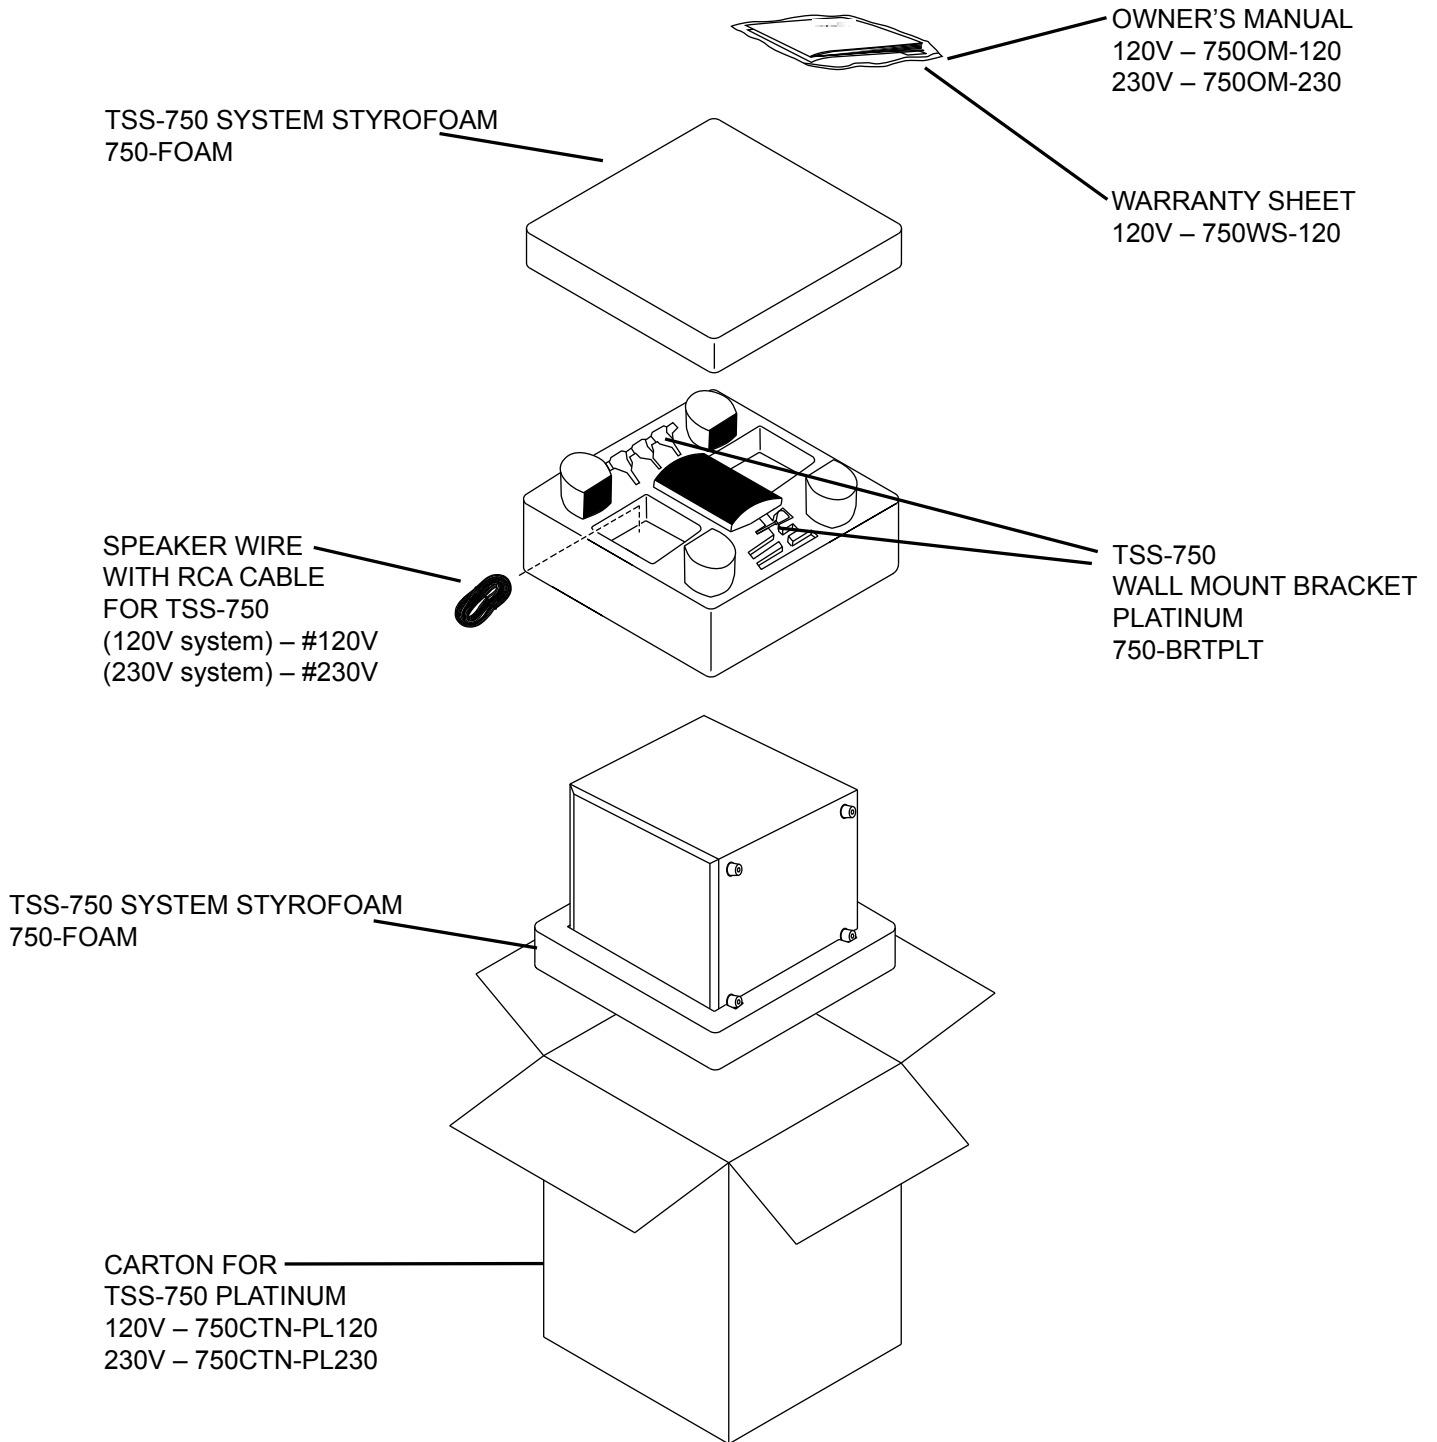 OWNER’S MANUAL
120V – 750OM-120
230V – 750OM-230
TSS-750 SYSTEM STYROFOAM
750-FOAM
WARRANTY SHEET
120V – 750WS-120
SPEAKER WIRE
WITH RCA CABLE
FOR TSS-750
(120V system) – #120V
(230V system) – #230V
TSS-750
WALL MOUNT BRACKET
PLATINUM
750-BRTPLT
TSS-750 SYSTEM STYROFOAM
750-FOAM
CARTON FOR
TSS-750 PLATINUM
120V – 750CTN-PL120
230V – 750CTN-PL230